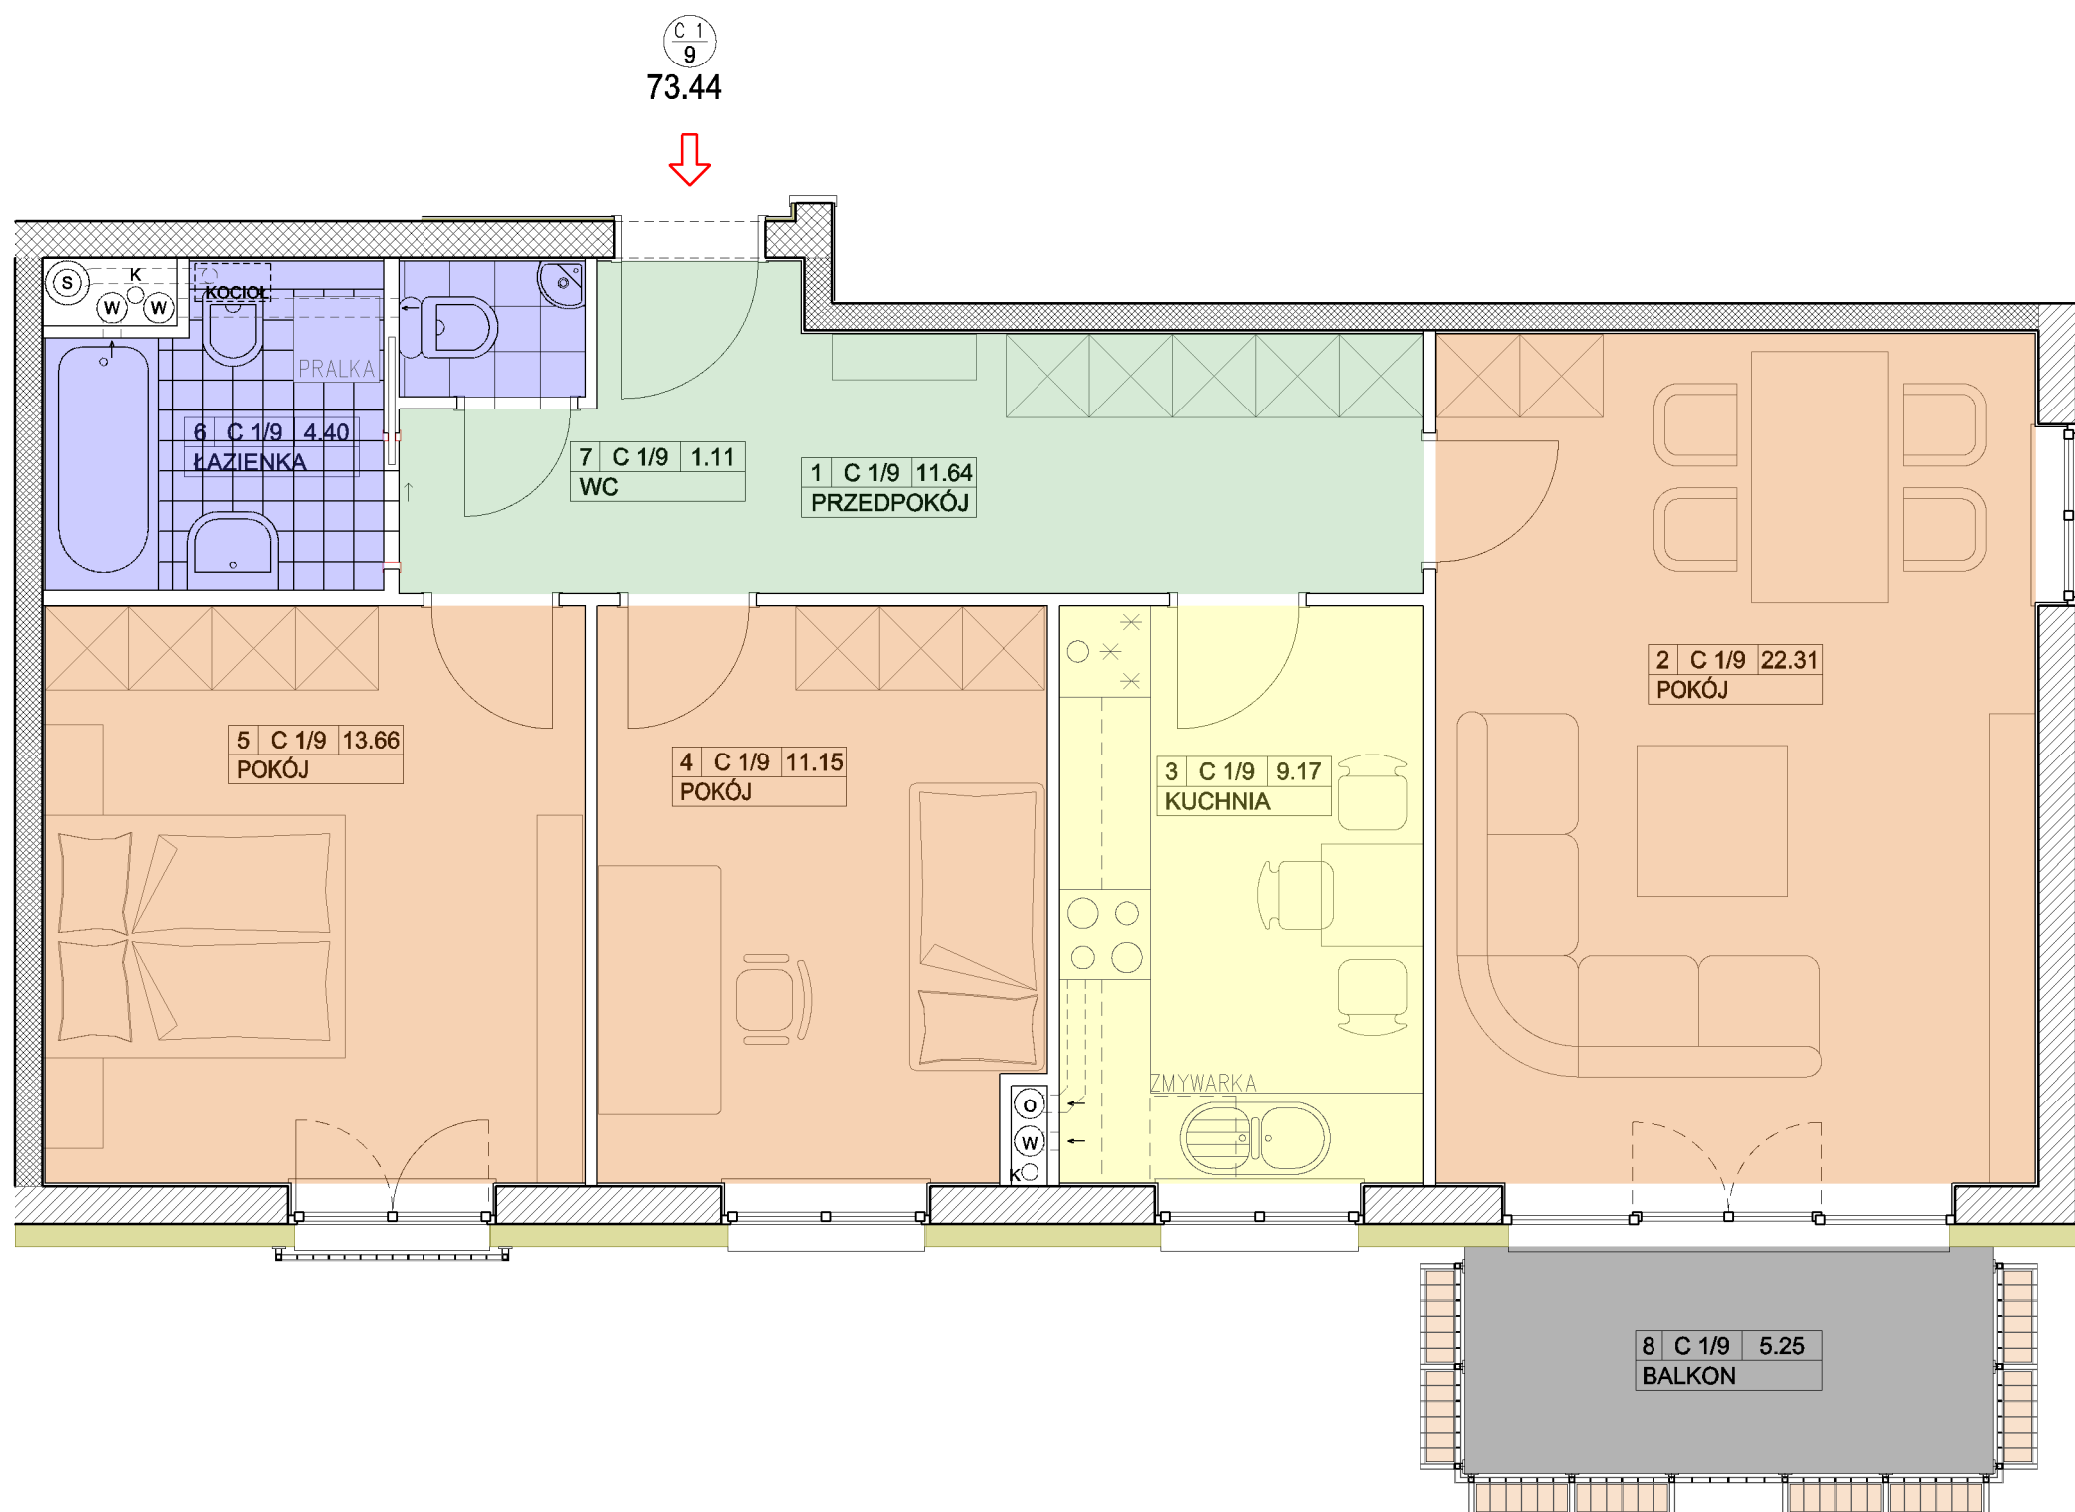 C 1
9
73.44
S
K
W W
KOCIOŁ
PRALKA
6 C 1/9 4.40
ŁAZIENKA
7 C 1/9 1.11
WC
1 C 1/9 11.64
PRZEDPOKÓJ
2 C 1/9 22.31
POKÓJ
5 C 1/9 13.66
POKÓJ
4 C 1/9 11.15
POKÓJ
3 C 1/9 9.17
KUCHNIA
ZMYWARKA
O
W
K
8 C 1/9 5.25
BALKON